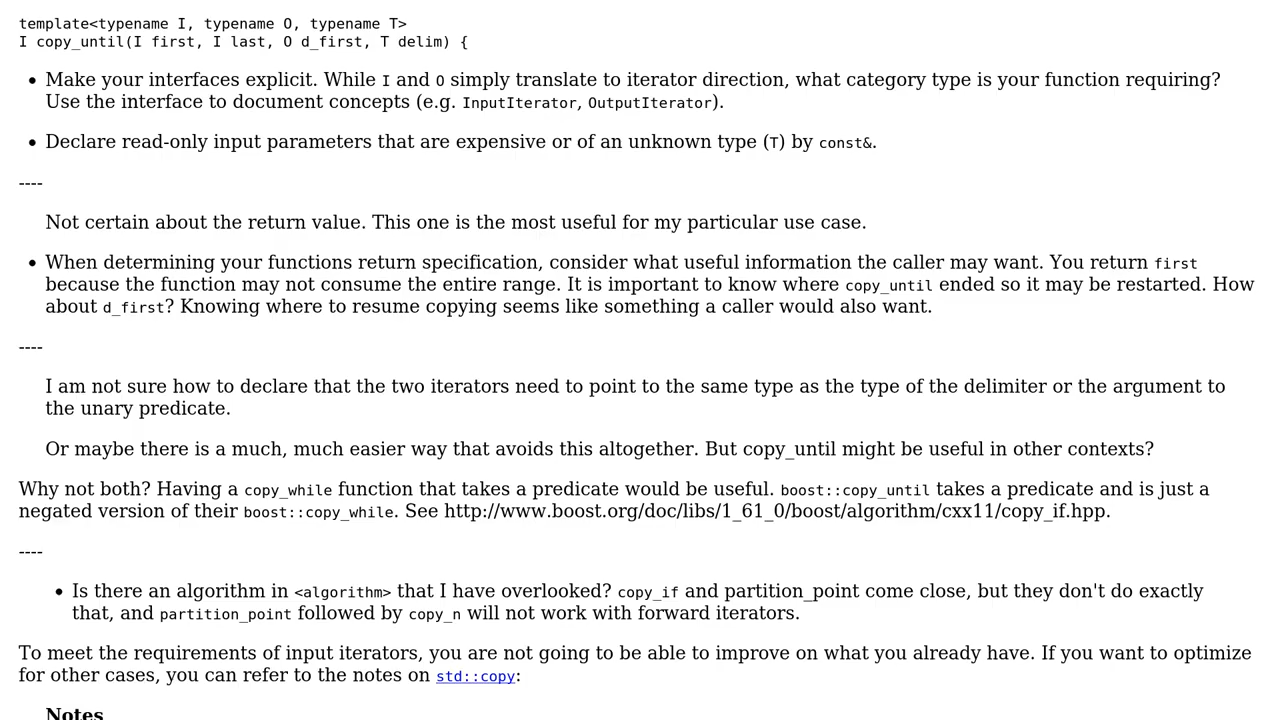 template<typename I, typename O, typename T>
I copy_until(I first, I last, O d_first, T delim) {
• Make your interfaces explicit. While I and O simply translate to iterator direction, what category type is your function requiring?
Use the interface to document concepts (e.g. InputIterator, OutputIterator).
• Declare read-only input parameters that are expensive or of an unknown type (T) by const&.
----
Not certain about the return value. This one is the most useful for my particular use case.
• When determining your functions return specification, consider what useful information the caller may want. You return first
because the function may not consume the entire range. It is important to know where copy_until ended so it may be restarted. How
about d_first? Knowing where to resume copying seems like something a caller would also want.
----
I am not sure how to declare that the two iterators need to point to the same type as the type of the delimiter or the argument to
the unary predicate.
Or maybe there is a much, much easier way that avoids this altogether. But copy_until might be useful in other contexts?
Why not both? Having a copy_while function that takes a predicate would be useful. boost::copy_until takes a predicate and is just a
negated version of their boost::copy_while. See http://www.boost.org/doc/libs/1_61_0/boost/algorithm/cxx11/copy_if.hpp.
----
• Is there an algorithm in <algorithm> that I have overlooked? copy_if and partition_point come close, but they don't do exactly
that, and partition_point followed by copy_n will not work with forward iterators.
To meet the requirements of input iterators, you are not going to be able to improve on what you already have. If you want to optimize
for other cases, you can refer to the notes on std::copy:
Notes